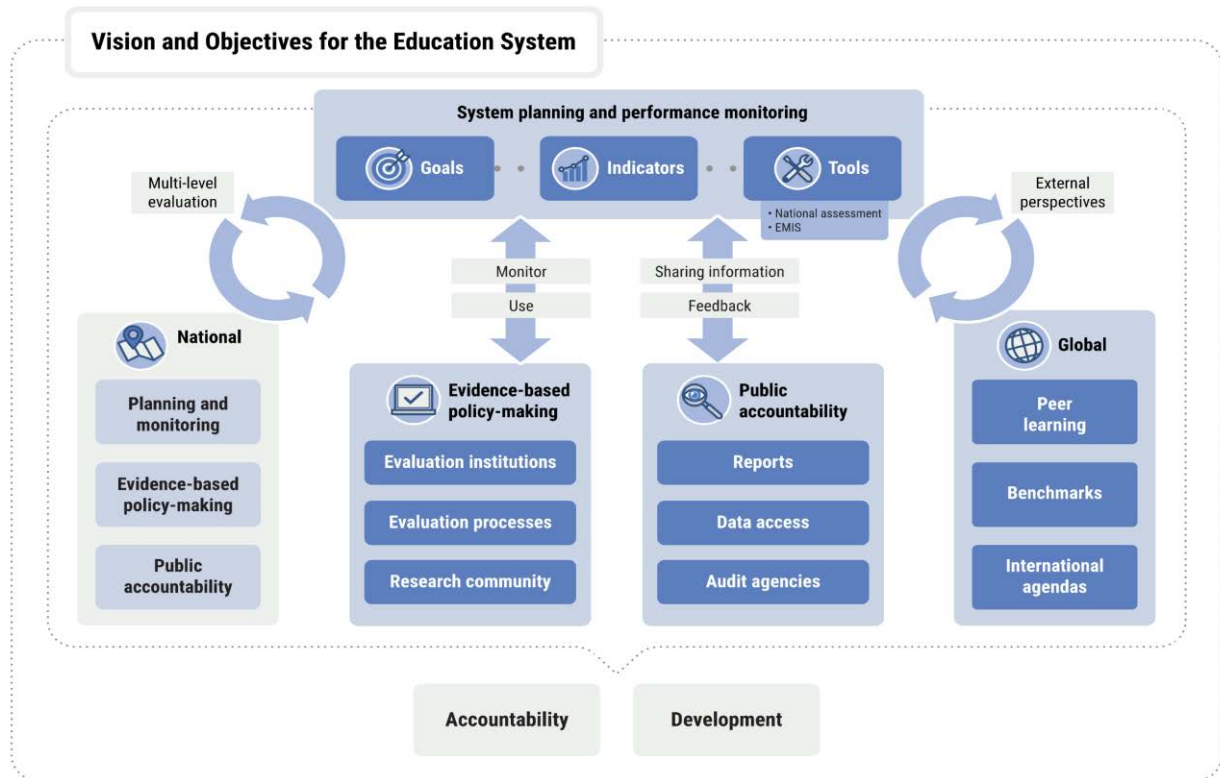 Vision and Objectives for the Education System
System planning and performance monitoring
Goals
Indicators
Tools
• National assessment
• EMIS
Multi-level
evaluation
External
perspectives
Monitor
Use
Sharing information
Feedback
National
Planning and
monitoring
Evidence-based
policy-making
Public
accountability
Evidence-based
policy-making
Evaluation institutions
Evaluation processes
Research community
Public
accountability
Reports
Data access
Audit agencies
Global
Peer
learning
Benchmarks
International
agendas
Accountability
Development